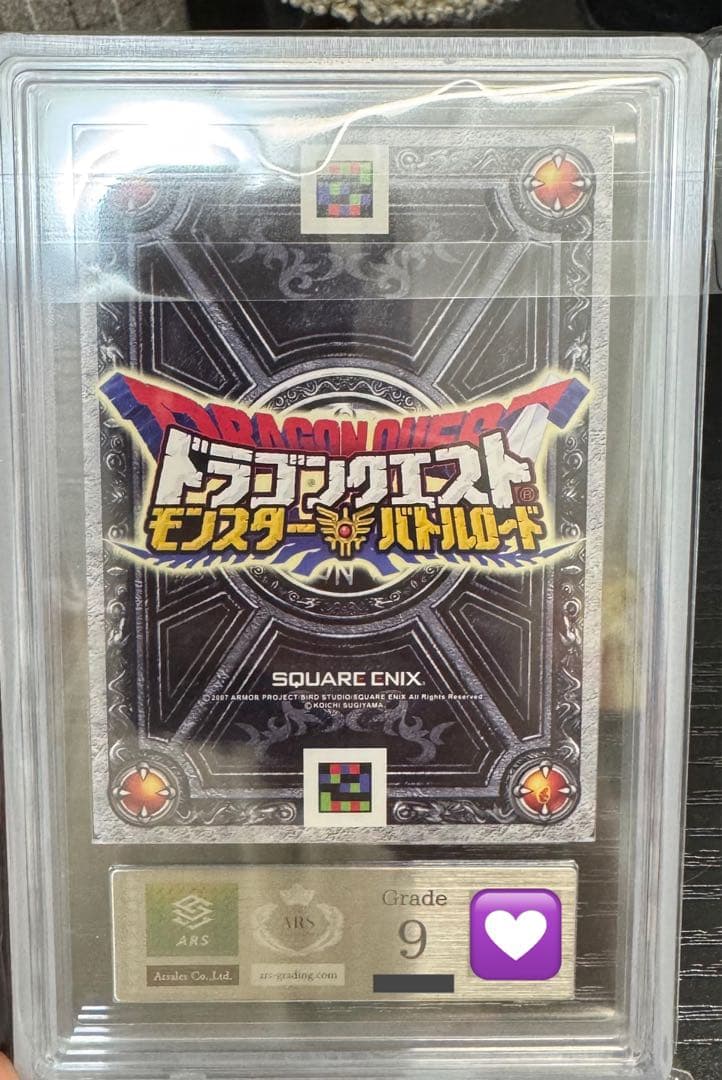 DRAGON QUEST
ドラゴンクエスト®
モンスター バトルロード
SQUARE ENIX®
©2007 ARMOR PROJECT/BIRD STUDIO/SQUARE ENIX All Rights Reserved
© KOICHI SUGIYAMA
ARS
Arsales Co.,Ltd.
ARS
ars-grading.com
Grade
9